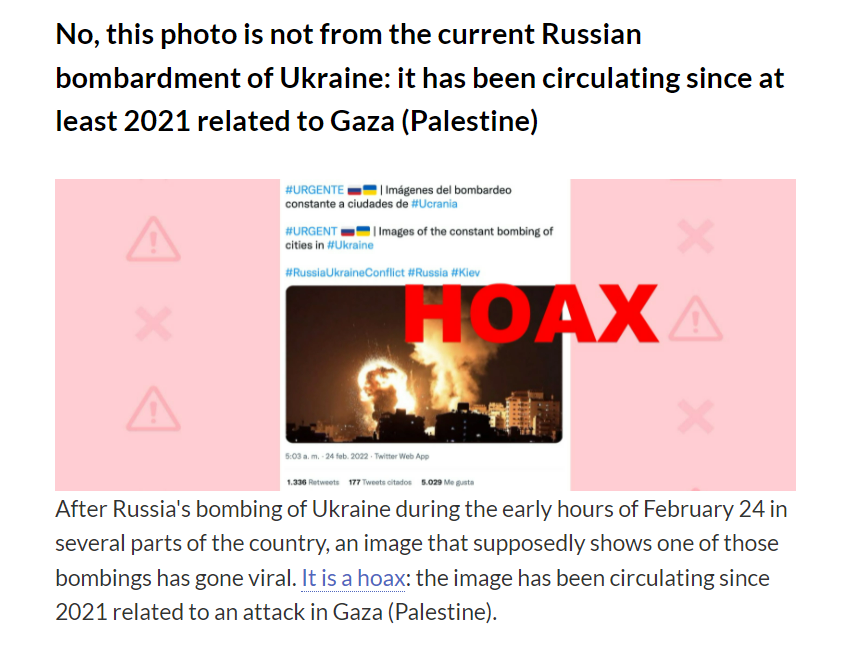 No, this photo is not from the current Russian
bombardment of Ukraine: it has been circulating since at
least 2021 related to Gaza (Palestine)
#URGENTE 🇷🇺🇺🇦 | Imágenes del bombardeo
constante a ciudades de #Ucrania
#URGENT 🇷🇺🇺🇦 | Images of the constant bombing of
cities in #Ukraine
#RussiaUkraineConflict #Russia #Kiev
HOAX
5:03 a. m. · 24 feb. 2022 · Twitter Web App
1.336 Retweets 177 Tweets citados 5.029 Me gusta
After Russia's bombing of Ukraine during the early hours of February 24 in
several parts of the country, an image that supposedly shows one of those
bombings has gone viral. It is a hoax: the image has been circulating since
2021 related to an attack in Gaza (Palestine).